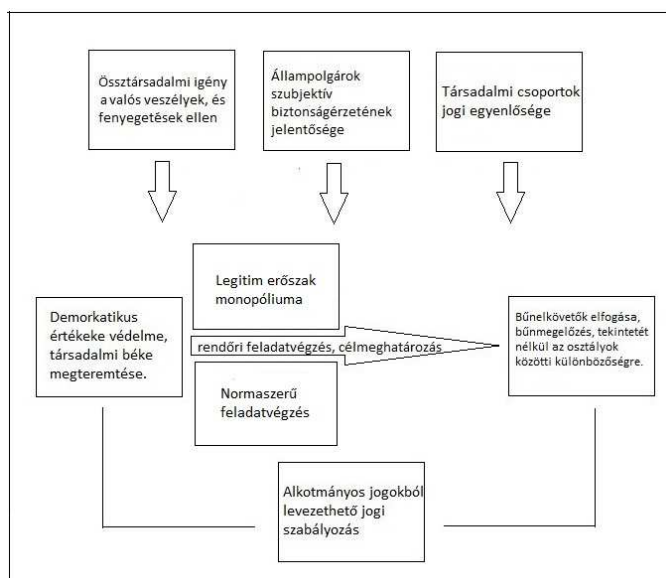 Össztársadalmi igény
a valós veszélyek, és
fenyegetések ellen
Állampolgárok
szubjektív
biztonságérzetének
jelentősége
Társadalmi csoportok
jogi egyenlősége
Legitim erőszak
monopóliuma
Demorkatikus
értékeke védelme,
társadalmi béke
megteremtése.
rendőri feladatvégzés, célmeghatározás
Bűnelkövetők elfogása,
bűnmegelőzés, tekintetét
nélkül az osztályok
közötti különbözőségre.
Normaszerű
feladatvégzés
Alkotmányos jogokból
levezethető jogi
szabályozás